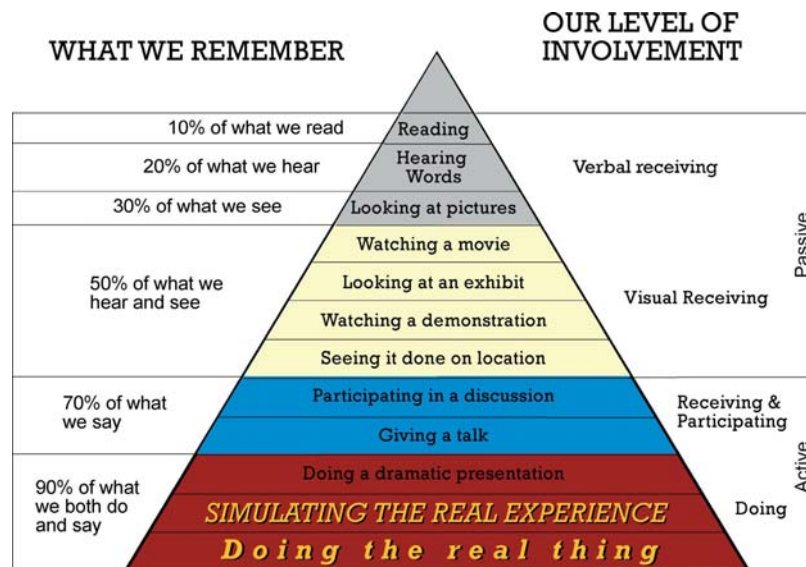 WHAT WE REMEMBER
OUR LEVEL OF
INVOLVEMENT
10% of what we read
Reading
20% of what we hear
Hearing
Words
Verbal receiving
30% of what we see
Looking at pictures
Passive
50% of what we
hear and see
Watching a movie
Looking at an exhibit
Watching a demonstration
Seeing it done on location
Visual Receiving
70% of what
we say
Participating in a discussion
Giving a talk
Receiving &
Participating
Active
90% of what
we both do
and say
Doing a dramatic presentation
SIMULATING THE REAL EXPERIENCE
Doing the real thing
Doing